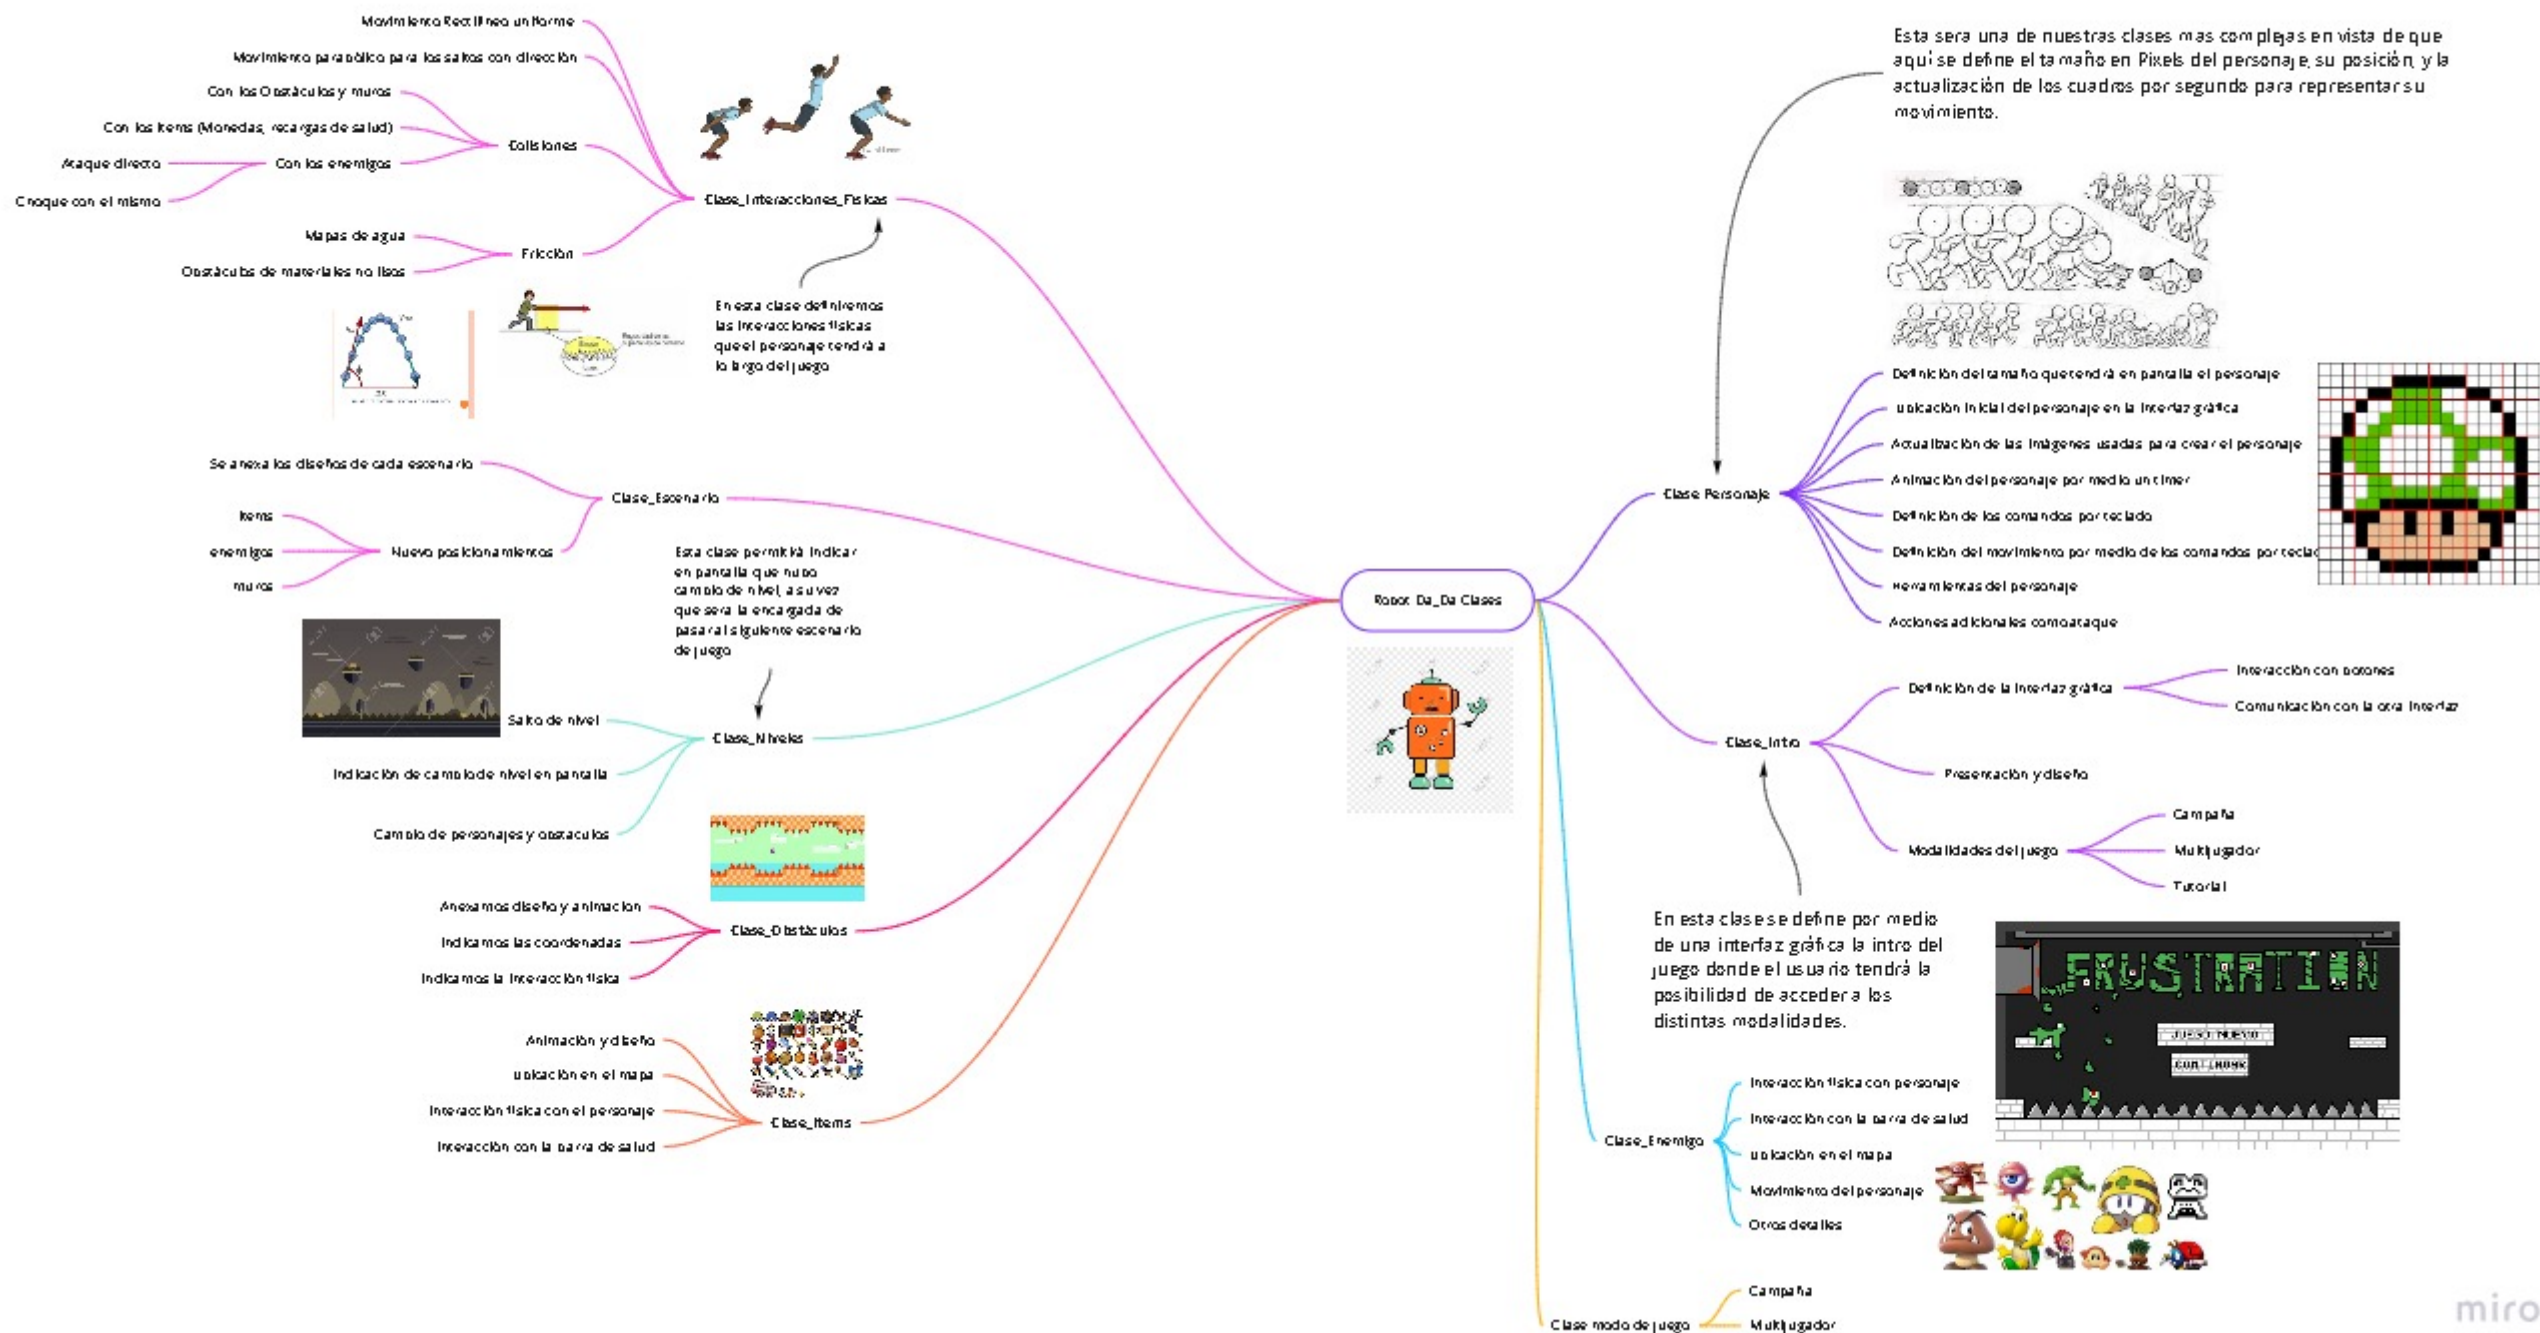 Movimiento Rectilineo uniforme
Movimiento parabólico para los saltos con dirección
Con los Obstáculos y muros
Con los Items (Monedas, recargas de salud)
Colisiones
Ataque directo
Con los enemigos
Choque con el mismo
Clase_Interacciones_Fisicas
Mapas de agua
Fricción
Obstáculos de materiales no lisos
En esta clase definiremos
las interacciones físicas
que el personaje tendrá a
lo largo del juego
Se anexa los diseños de cada escenario
Clase_Escenario
Items
enemigos
Nuevo posicionamientos
muros
Esta clase permitirá indicar
en pantalla que hubo
cambio de nivel, a su vez
que sera la encargada de
pasar al siguiente escenario
de juego
Salto de nivel
Clase_Niveles
Indicación de cambio de nivel en pantalla
Cambio de personajes y obstaculos
Anexamos diseño y animacion
Clase_Obstáculos
Indicamos las coordenadas
Indicamos la interacción física
Animación y diseño
ubicación en el mapa
Interacción física con el personaje
Clase_Items
Interacción con la barra de salud
Robot Da_Da Clases
Esta sera una de nuestras clases mas complejas en vista de que
aquí se define el tamaño en Pixels del personaje, su posición, y la
actualización de los cuadros por segundo para representar su
movimiento.
Definición del tamaño que tendrá en pantalla el personaje
ubicación inicial del personaje en la interfaz gráfica
Actualización de las imágenes usadas para crear el personaje
Animación del personaje por medio un timer
Clase Personaje
Definición de los comandos por teclado
Definición del movimiento por medio de los comandos por teclad
Herramientas del personaje
Acciones adicionales como ataque
Interacción con botones
Definición de la interfaz gráfica
Comunicación con la otra interfaz
Clase_Intro
Presentación y diseño
Campaña
Modalidades del juego
Multijugador
Tutorial
En esta clase se define por medio
de una interfaz gráfica la intro del
juego donde el usuario tendrá la
posibilidad de acceder a los
distintas modalidades.
FRUSTRATION
JUEGO NUEVO
CONTINUAR
Interacción física con personaje
Interacción con la barra de salud
Clase_Enemigo
ubicación en el mapa
Movimiento del personaje
Otros detalles
Campaña
Clase modo de juego
Multijugador
miro